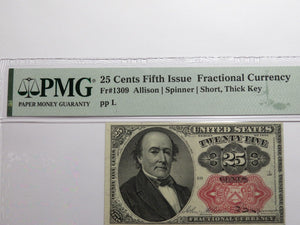 PMG
PAPER MONEY GUARANTY
25 Cents Fifth Issue Fractional Currency
Fr#1309 Allison | Spinner | Short, Thick Key
pp L
UNITED STATES
TWENTY FIVE
25
CENTS
FRACTIONAL CURRENCY